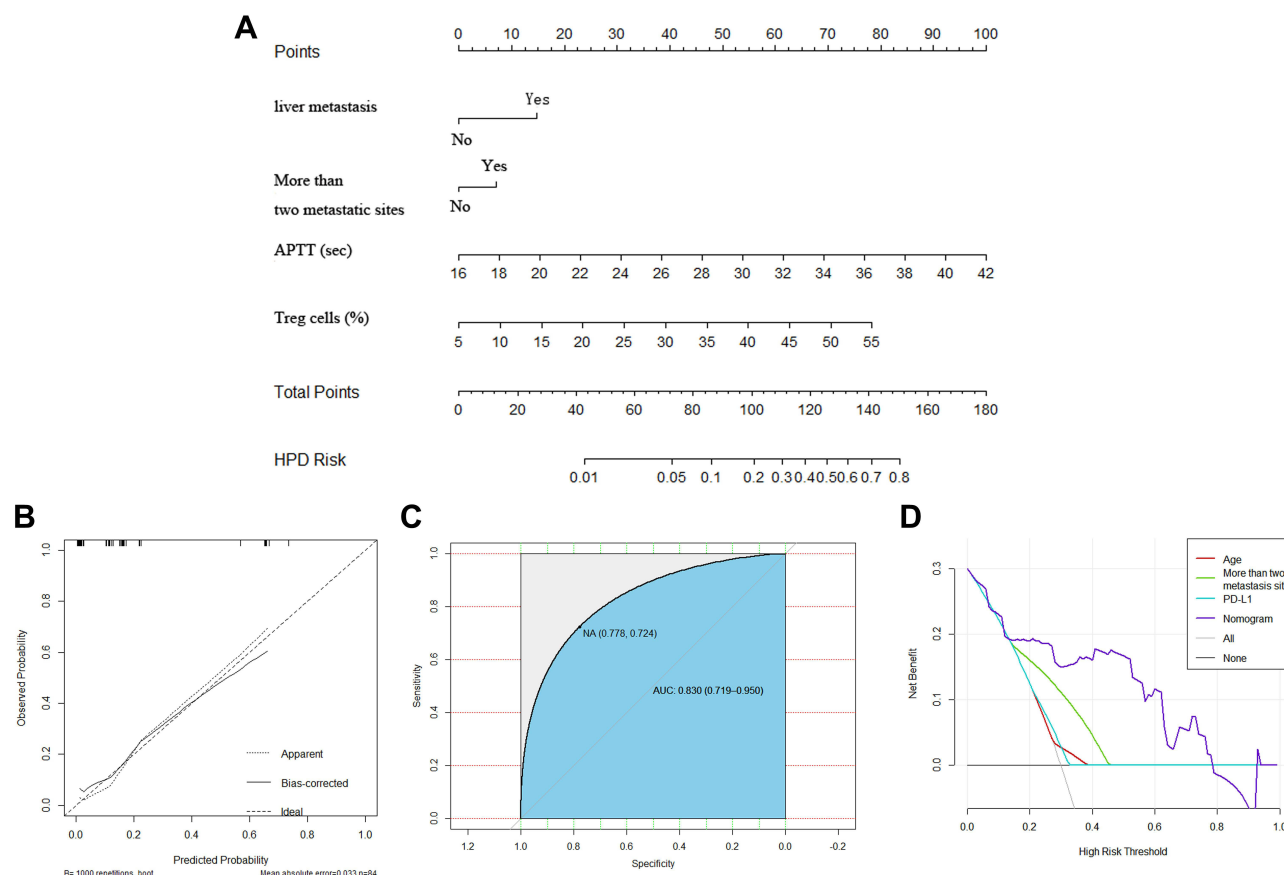 A
Points
0 10 20 30 40 50 60 70 80 90 100
liver metastasis
Yes
No
More than
two metastatic sites
Yes
No
APTT (sec)
16 18 20 22 24 26 28 30 32 34 36 38 40 42
Treg cells (%)
5 10 15 20 25 30 35 40 45 50 55
Total Points
0 20 40 60 80 100 120 140 160 180
HPD Risk
0.01 0.05 0.1 0.2 0.3 0.4 0.5 0.6 0.7 0.8
B
Observed Probability
1.0
0.8
0.6
0.4
0.2
0.0
Apparent
Bias-corrected
Ideal
0.0 0.2 0.4 0.6 0.8 1.0
Predicted Probability
B= 1000 repetitions, boot
Mean absolute error=0.033 n=84
C
Sensitivity
1.0
0.8
0.6
0.4
0.2
0.0
NA (0.778, 0.724)
AUC: 0.830 (0.719–0.950)
1.0 0.8 0.6 0.4 0.2 0.0 -0.2
Specificity
D
Net Benefit
0.3
0.2
0.1
0.0
Age
More than two
metastasis sit
PD-L1
Nomogram
All
None
0.0 0.2 0.4 0.6 0.8 1.0
High Risk Threshold